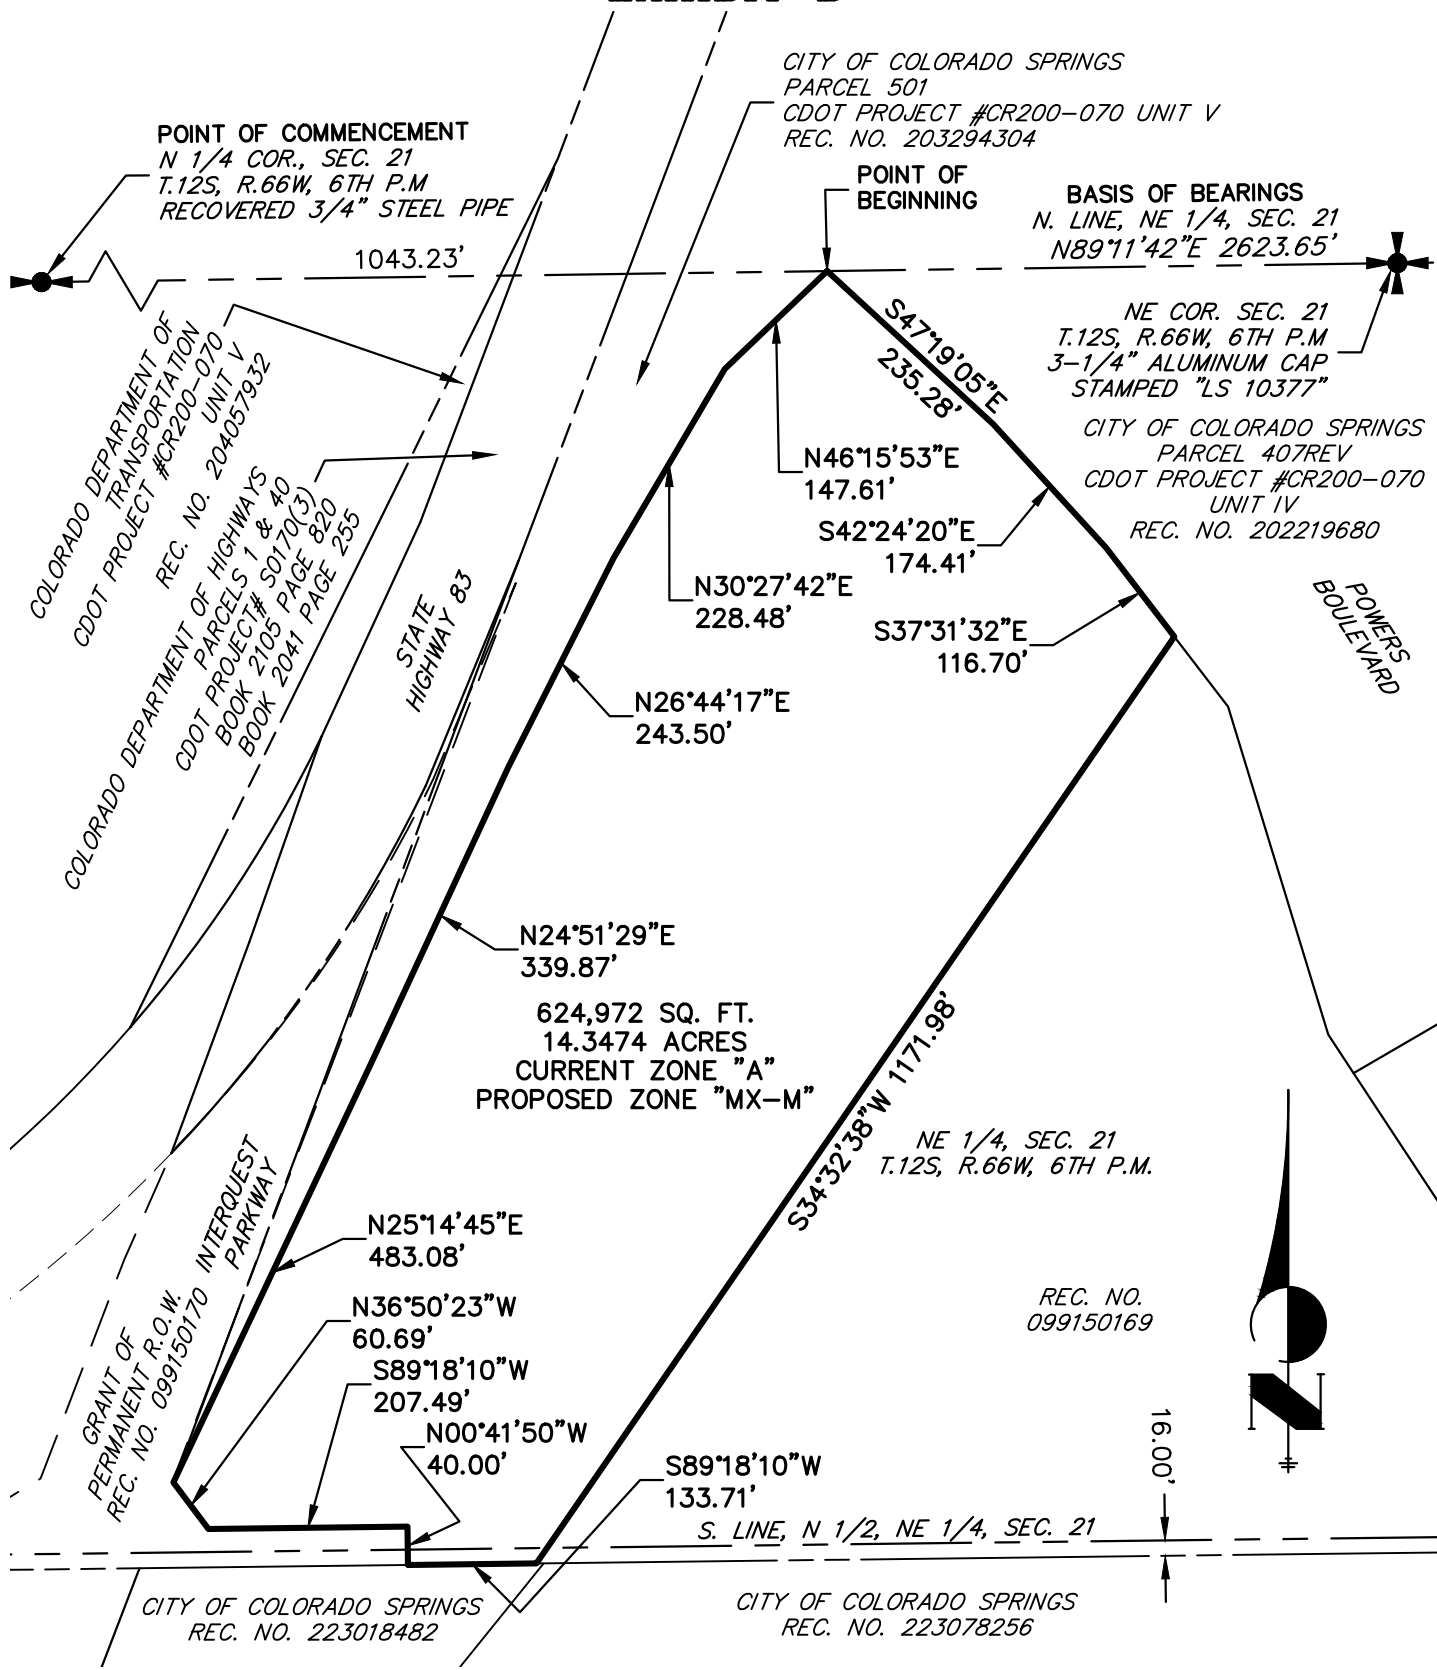 CITY OF COLORADO SPRINGS
PARCEL 501
CDOT PROJECT #CR200-070 UNIT V
REC. NO. 203294304
POINT OF COMMENCEMENT
N 1/4 COR., SEC. 21
T.12S, R.66W, 6TH P.M
RECOVERED 3/4" STEEL PIPE
POINT OF
BEGINNING
BASIS OF BEARINGS
N. LINE, NE 1/4, SEC. 21
N89°11'42"E 2623.65'
1043.23'
NE COR. SEC. 21
T.12S, R.66W, 6TH P.M
3-1/4" ALUMINUM CAP
STAMPED "LS 10377"
COLORADO DEPARTMENT OF
TRANSPORTATION
CDOT PROJECT #CR200-070
UNIT V
REC. NO. 204057932
S47°19'05"E
235.28'
CITY OF COLORADO SPRINGS
PARCEL 407REV
CDOT PROJECT #CR200-070
UNIT IV
REC. NO. 202219680
COLORADO DEPARTMENT OF HIGHWAYS
PARCELS 1 & 40
CDOT PROJECT# S0170(3)
BOOK 2105 PAGE 820
BOOK 2041 PAGE 255
N46°15'53"E
147.61'
S42°24'20"E
174.41'
N30°27'42"E
228.48'
S37°31'32"E
116.70'
STATE
HIGHWAY 83
POWERS
BOULEVARD
N26°44'17"E
243.50'
N24°51'29"E
339.87'
624,972 SQ. FT.
14.3474 ACRES
CURRENT ZONE "A"
PROPOSED ZONE "MX-M"
S34°32'38"W 1171.98'
NE 1/4, SEC. 21
T.12S, R.66W, 6TH P.M.
INTERQUEST
PARKWAY
N25°14'45"E
483.08'
N36°50'23"W
60.69'
REC. NO.
099150169
GRANT OF
PERMANENT R.O.W.
REC. NO. 099150170
S89°18'10"W
207.49'
N00°41'50"W
40.00'
S89°18'10"W
133.71'
16.00'
N
S. LINE, N 1/2, NE 1/4, SEC. 21
CITY OF COLORADO SPRINGS
REC. NO. 223018482
CITY OF COLORADO SPRINGS
REC. NO. 223078256